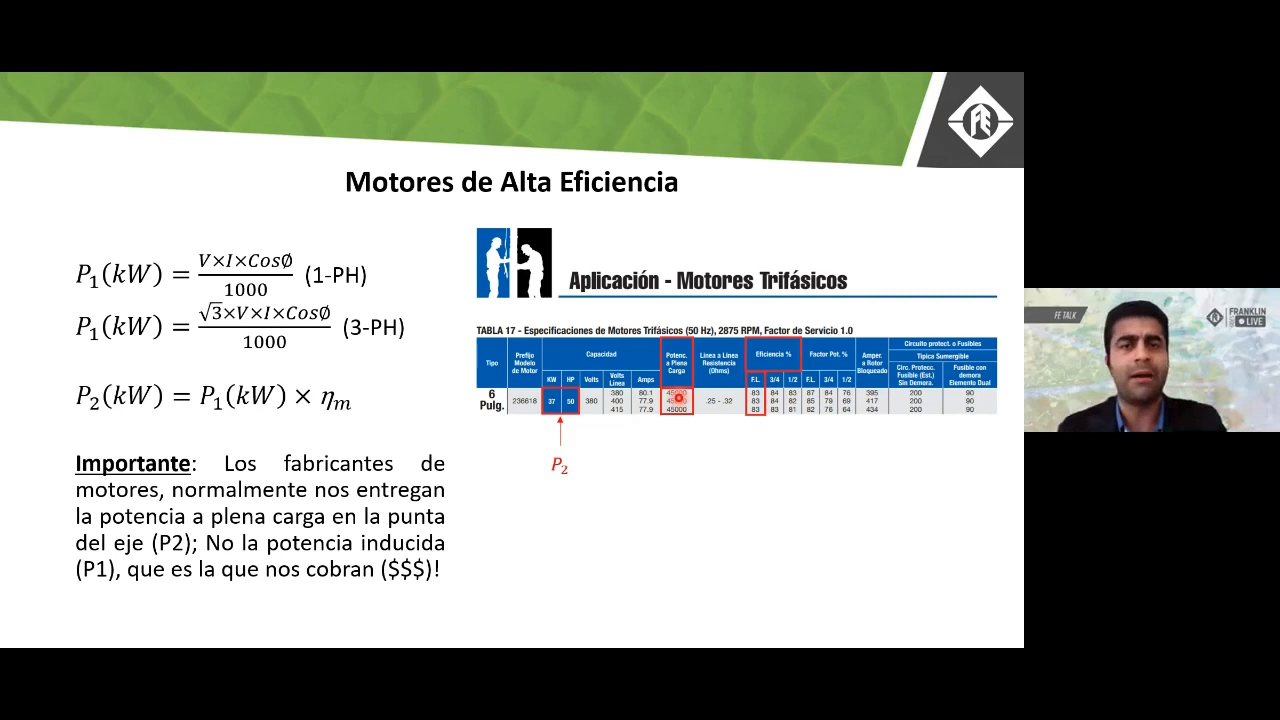 Motores de Alta Eficiencia
P₁(kW) = V×I×Cos∅ / 1000 (1-PH)
P₁(kW) = √3×V×I×Cos∅ / 1000 (3-PH)
P₂(kW) = P₁(kW) × ηₘ
Importante: Los fabricantes de
motores, normalmente nos entregan
la potencia a plena carga en la punta
del eje (P2); No la potencia inducida
(P1), que es la que nos cobran ($$$)!
Aplicación - Motores Trifásicos
TABLA 17 - Especificaciones de Motores Trifásicos (50 Hz), 2875 RPM, Factor de Servicio 1.0
Tipo
Prefijo
Modelo
de Motor
Capacidad
KW HP Volts
Volts
Linea
Amps
Potenc.
a Plena
Carga
Linea a Linea
Resistencia
(Ohms)
Eficiencia %
F.L. 3/4 1/2
Factor Pot. %
F.L. 3/4 1/2
Amper.
a Rotor
Bloqueado
Circuito protect. o Fusibles
Tipica Sumergible
Circ. Protecc.
Fusible (Est.)
Sin Demora.
Fusible con
demora
Elemento Dual
6
Pulg.
236618 37 50 380
380 80.1
400 77.9
415 77.9
45000
.25 - .32
83 84 83 87 84 76 395 200 90
83 84 82 85 79 69 417 200 90
83 83 81 82 76 64 434 200 90
P₂
FE
FE TALK
FRANKLIN
LIVE